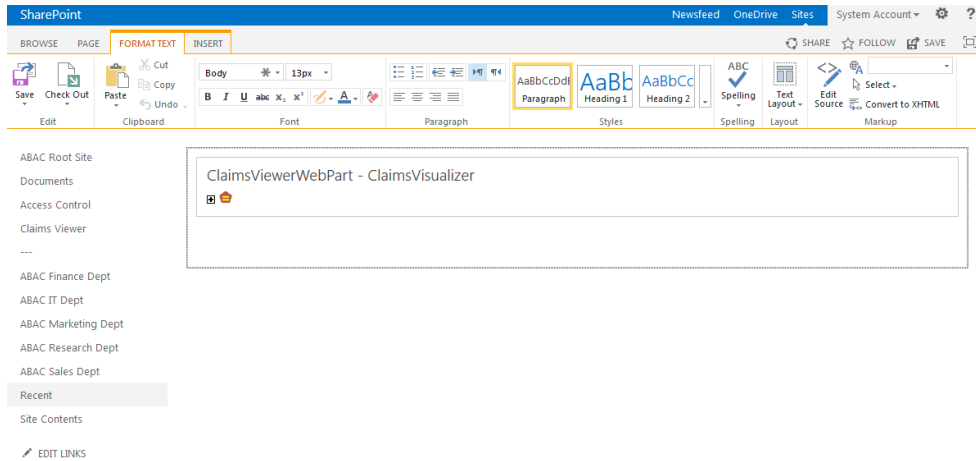 SharePoint Newsfeed OneDrive Sites System Account ?
BROWSE PAGE FORMAT TEXT INSERT SHARE FOLLOW SAVE
Save Check Out Paste Cut Copy Undo
Body 13px
B I U abc X₂ X² A
AaBbCcDdE AaBb AaBbCc
Paragraph Heading 1 Heading 2
ABC
Spelling Text Layout Edit Source Select Convert to XHTML
Edit Clipboard Font Paragraph Styles Spelling Layout Markup
ABAC Root Site
Documents
Access Control
Claims Viewer
---
ABAC Finance Dept
ABAC IT Dept
ABAC Marketing Dept
ABAC Research Dept
ABAC Sales Dept
Recent
Site Contents
EDIT LINKS
ClaimsViewerWebPart - ClaimsVisualizer